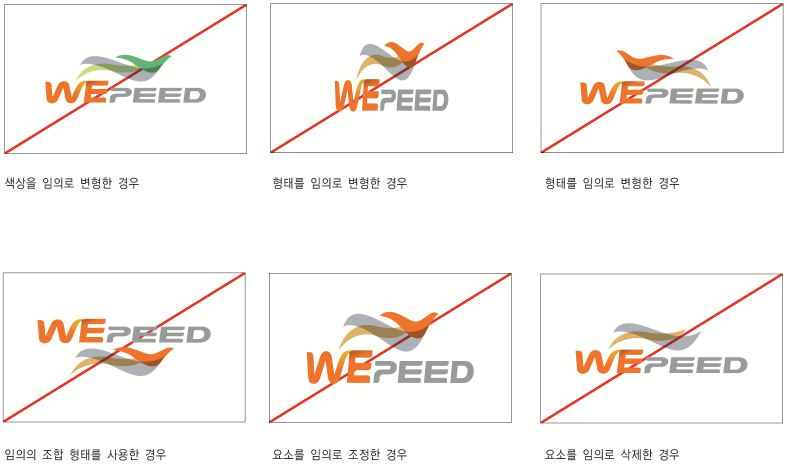 WEPEED
WEPEED
WEPEED
색상을 임의로 변형한 경우
형태를 임의로 변형한 경우
형태를 임의로 변형한 경우
WEPEED
WEPEED
WEPEED
임의의 조합 형태를 사용한 경우
요소를 임의로 조정한 경우
요소를 임의로 삭제한 경우